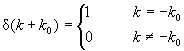 δ(k + k₀) = { 1 k = −k₀
0 k ≠ −k₀